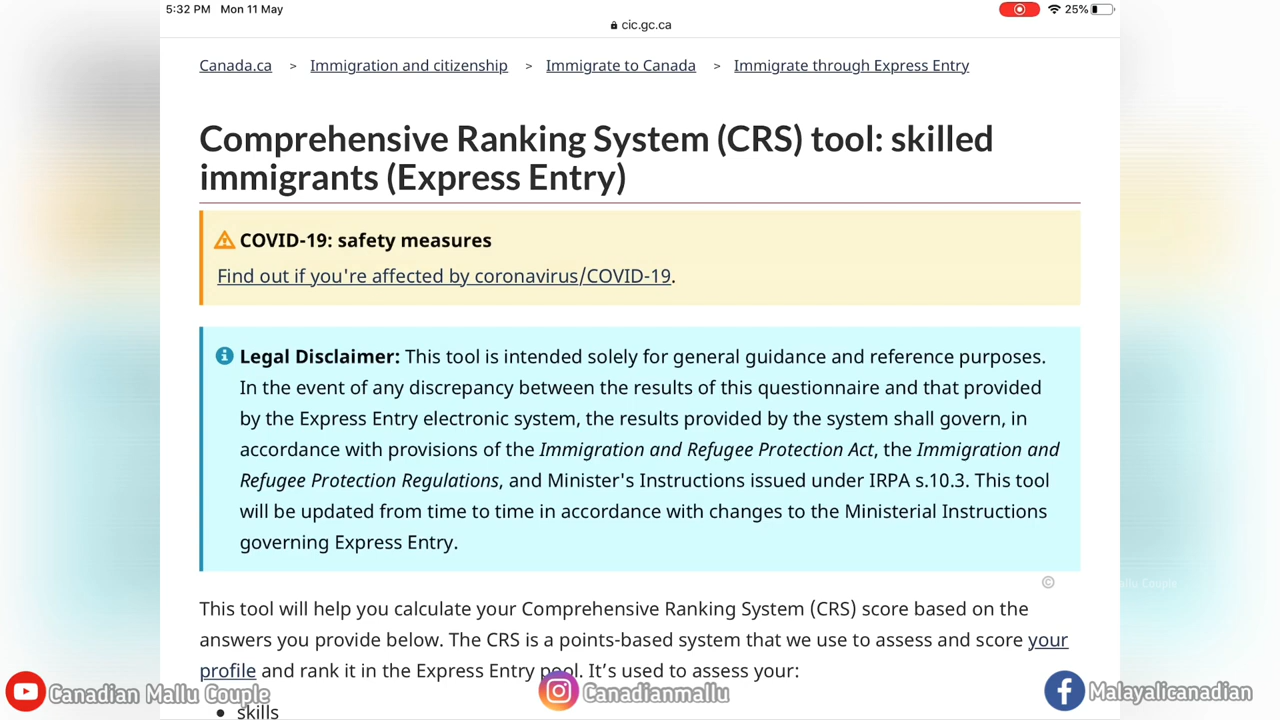 5:32 PM Mon 11 May
25%
cic.gc.ca
Canada.ca > Immigration and citizenship > Immigrate to Canada > Immigrate through Express Entry
Comprehensive Ranking System (CRS) tool: skilled
immigrants (Express Entry)
COVID-19: safety measures
Find out if you're affected by coronavirus/COVID-19.
Legal Disclaimer: This tool is intended solely for general guidance and reference purposes.
In the event of any discrepancy between the results of this questionnaire and that provided
by the Express Entry electronic system, the results provided by the system shall govern, in
accordance with provisions of the Immigration and Refugee Protection Act, the Immigration and
Refugee Protection Regulations, and Minister's Instructions issued under IRPA s.10.3. This tool
will be updated from time to time in accordance with changes to the Ministerial Instructions
governing Express Entry.
© allu Couple
This tool will help you calculate your Comprehensive Ranking System (CRS) score based on the
answers you provide below. The CRS is a points-based system that we use to assess and score your
profile and rank it in the Express Entry pool. It’s used to assess your:
Canadian Mallu Couple
Canadianmallu
Malayalicanadian
• skills